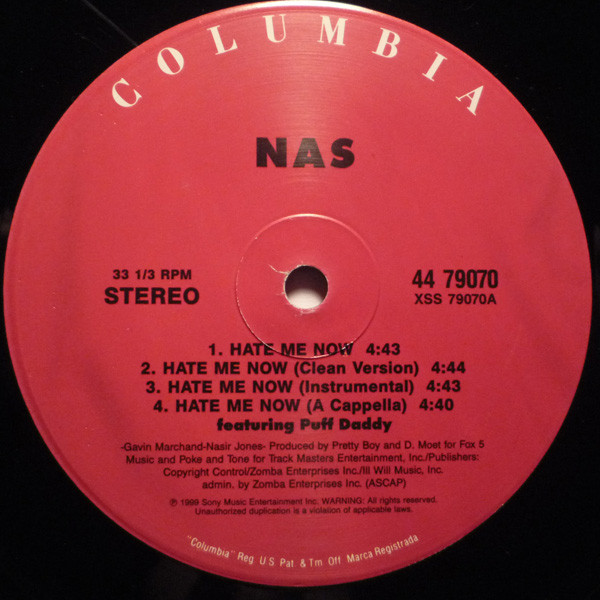 COLUMBIA
NAS
33 1/3 RPM
STEREO
44 79070
XSS 79070A
1. HATE ME NOW 4:43
2. HATE ME NOW (Clean Version) 4:44
3. HATE ME NOW (Instrumental) 4:43
4. HATE ME NOW (A Cappella) 4:40
featuring Puff Daddy
-Gavin Marchand-Nasir Jones- Produced by Pretty Boy and D. Moet for Fox 5
Music and Poke and Tone for Track Masters Entertainment, Inc./Publishers:
Copyright Control/Zomba Enterprises Inc./Ill Will Music, Inc.
admin. by Zomba Enterprises Inc. (ASCAP)
℗ 1999 Sony Music Entertainment Inc. WARNING: All rights reserved.
Unauthorized duplication is a violation of applicable laws.
"Columbia" Reg. U.S. Pat. & Tm. Off. Marca Registrada